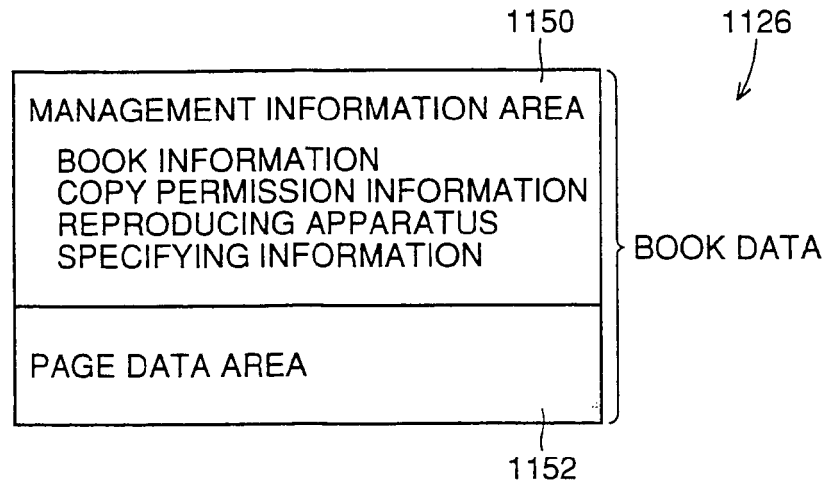 1150
1126
MANAGEMENT INFORMATION AREA
BOOK INFORMATION
COPY PERMISSION INFORMATION
REPRODUCING APPARATUS
SPECIFYING INFORMATION
BOOK DATA
PAGE DATA AREA
1152